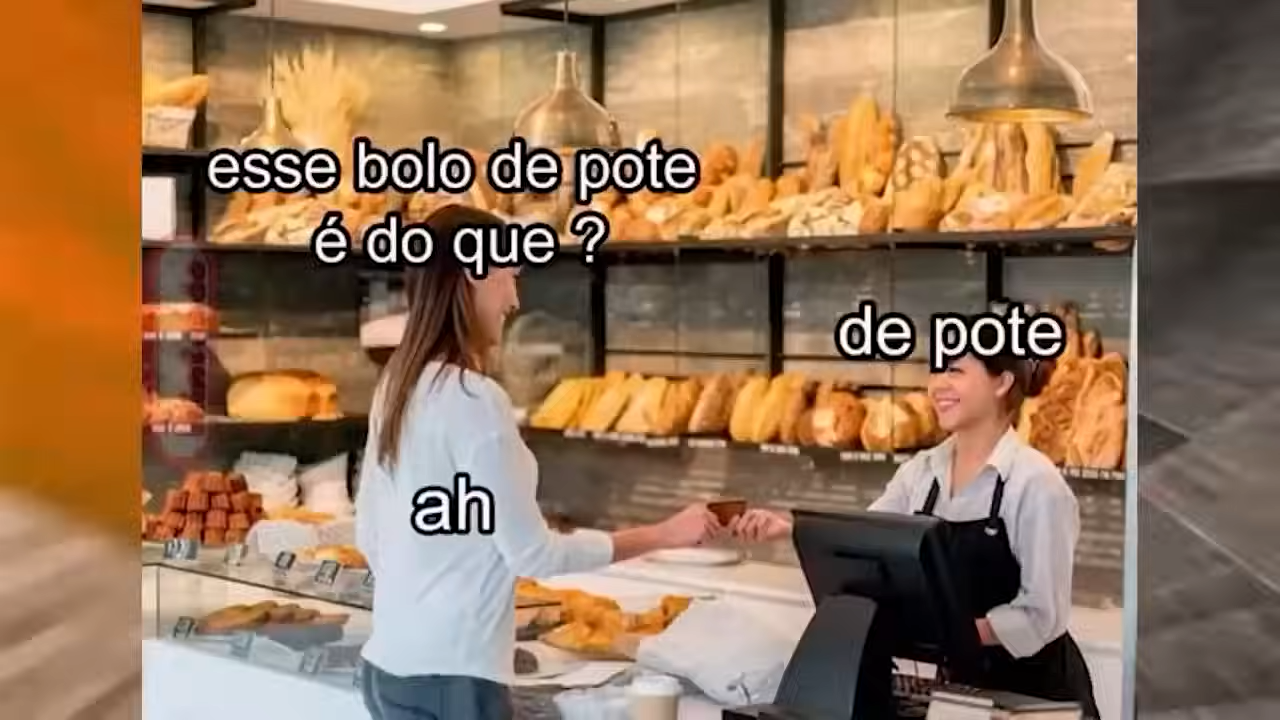 esse bolo de pote
é do que ?
de pote
ah